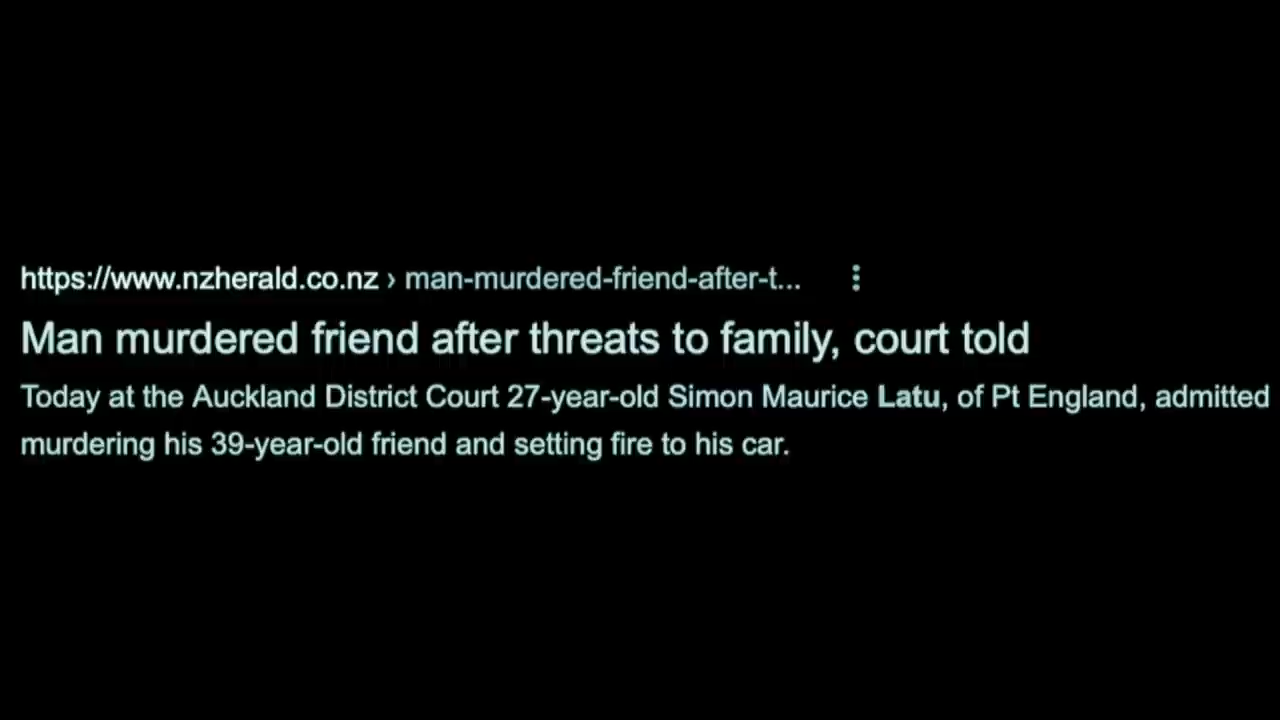 https://www.nzherald.co.nz › man-murdered-friend-after-t...
Man murdered friend after threats to family, court told
Today at the Auckland District Court 27-year-old Simon Maurice Latu, of Pt England, admitted
murdering his 39-year-old friend and setting fire to his car.